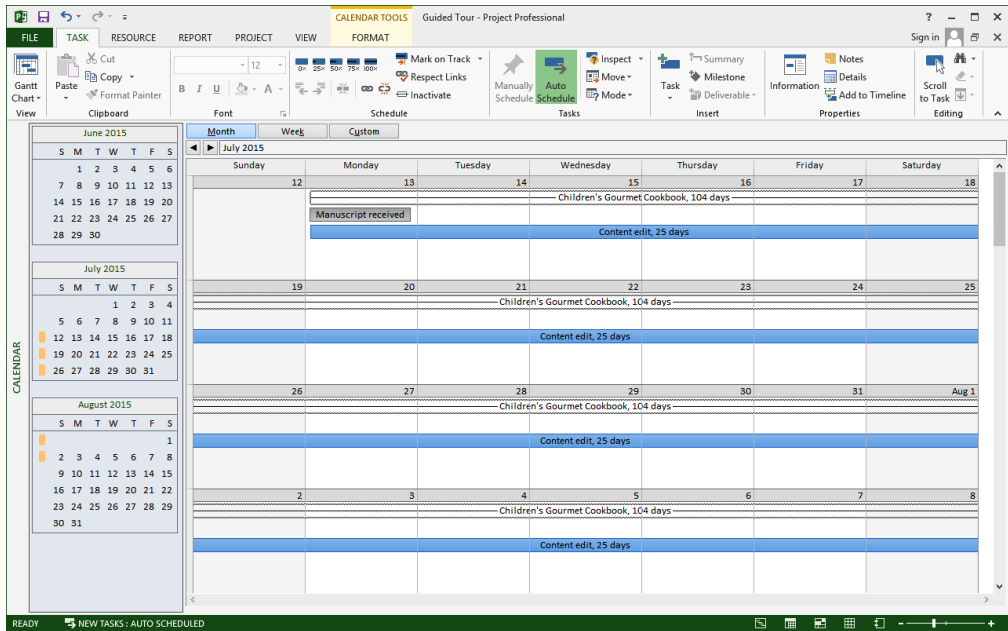 CALENDAR TOOLS Guided Tour - Project Professional
FILE TASK RESOURCE REPORT PROJECT VIEW FORMAT Sign in
Gantt Chart
View
Paste
Cut
Copy
Format Painter
Clipboard
12
B I U A
Font
0× 25× 50× 75× 100×
Mark on Track
Respect Links
Inactivate
Schedule
Manually Schedule
Auto Schedule
Inspect
Move
Mode
Tasks
Task
Summary
Milestone
Deliverable
Insert
Information
Notes
Details
Add to Timeline
Properties
Scroll to Task
Editing
CALENDAR
June 2015
S M T W T F S
1 2 3 4 5 6
7 8 9 10 11 12 13
14 15 16 17 18 19 20
21 22 23 24 25 26 27
28 29 30
July 2015
S M T W T F S
1 2 3 4
5 6 7 8 9 10 11
12 13 14 15 16 17 18
19 20 21 22 23 24 25
26 27 28 29 30 31
August 2015
S M T W T F S
1
2 3 4 5 6 7 8
9 10 11 12 13 14 15
16 17 18 19 20 21 22
23 24 25 26 27 28 29
30 31
Month Week Custom
July 2015
Sunday Monday Tuesday Wednesday Thursday Friday Saturday
12 13 14 15 16 17 18
Children's Gourmet Cookbook, 104 days
Manuscript received
Content edit, 25 days
19 20 21 22 23 24 25
Children's Gourmet Cookbook, 104 days
Content edit, 25 days
26 27 28 29 30 31 Aug 1
Children's Gourmet Cookbook, 104 days
Content edit, 25 days
2 3 4 5 6 7 8
Children's Gourmet Cookbook, 104 days
Content edit, 25 days
READY NEW TASKS : AUTO SCHEDULED